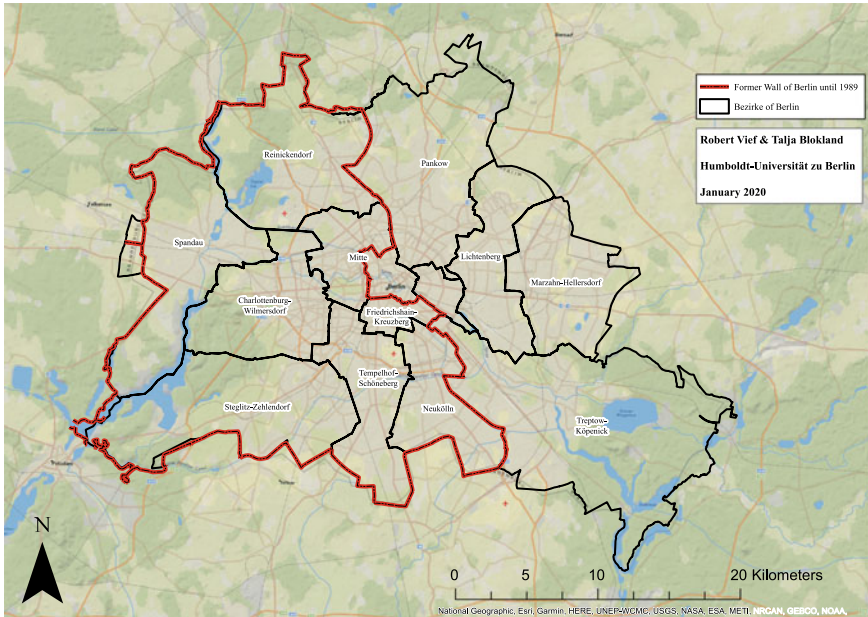 Former Wall of Berlin until 1989
Bezirke of Berlin
Robert Vief & Talja Blokland
Humboldt-Universität zu Berlin
January 2020
Reinickendorf
Pankow
Spandau
Mitte
Lichtenberg
Berlin
Marzahn-Hellersdorf
Charlottenburg-
Wilmersdorf
Friedrichshain-
Kreuzberg
Tempelhof-
Schöneberg
Steglitz-Zehlendorf
Neukölln
Treptow-
Köpenick
N
0 5 10 20 Kilometers
National Geographic, Esri, Garmin, HERE, UNEP-WCMC, USGS, NASA, ESA, METI, NRCAN, GEBCO, NOAA,